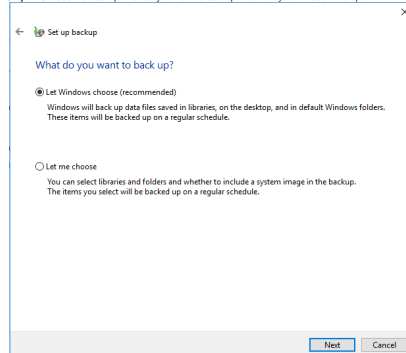 Set up backup
What do you want to back up?
Let Windows choose (recommended)
Windows will back up data files saved in libraries, on the desktop, and in default Windows folders.
These items will be backed up on a regular schedule.
Let me choose
You can select libraries and folders and whether to include a system image in the backup.
The items you select will be backed up on a regular schedule.
Next Cancel